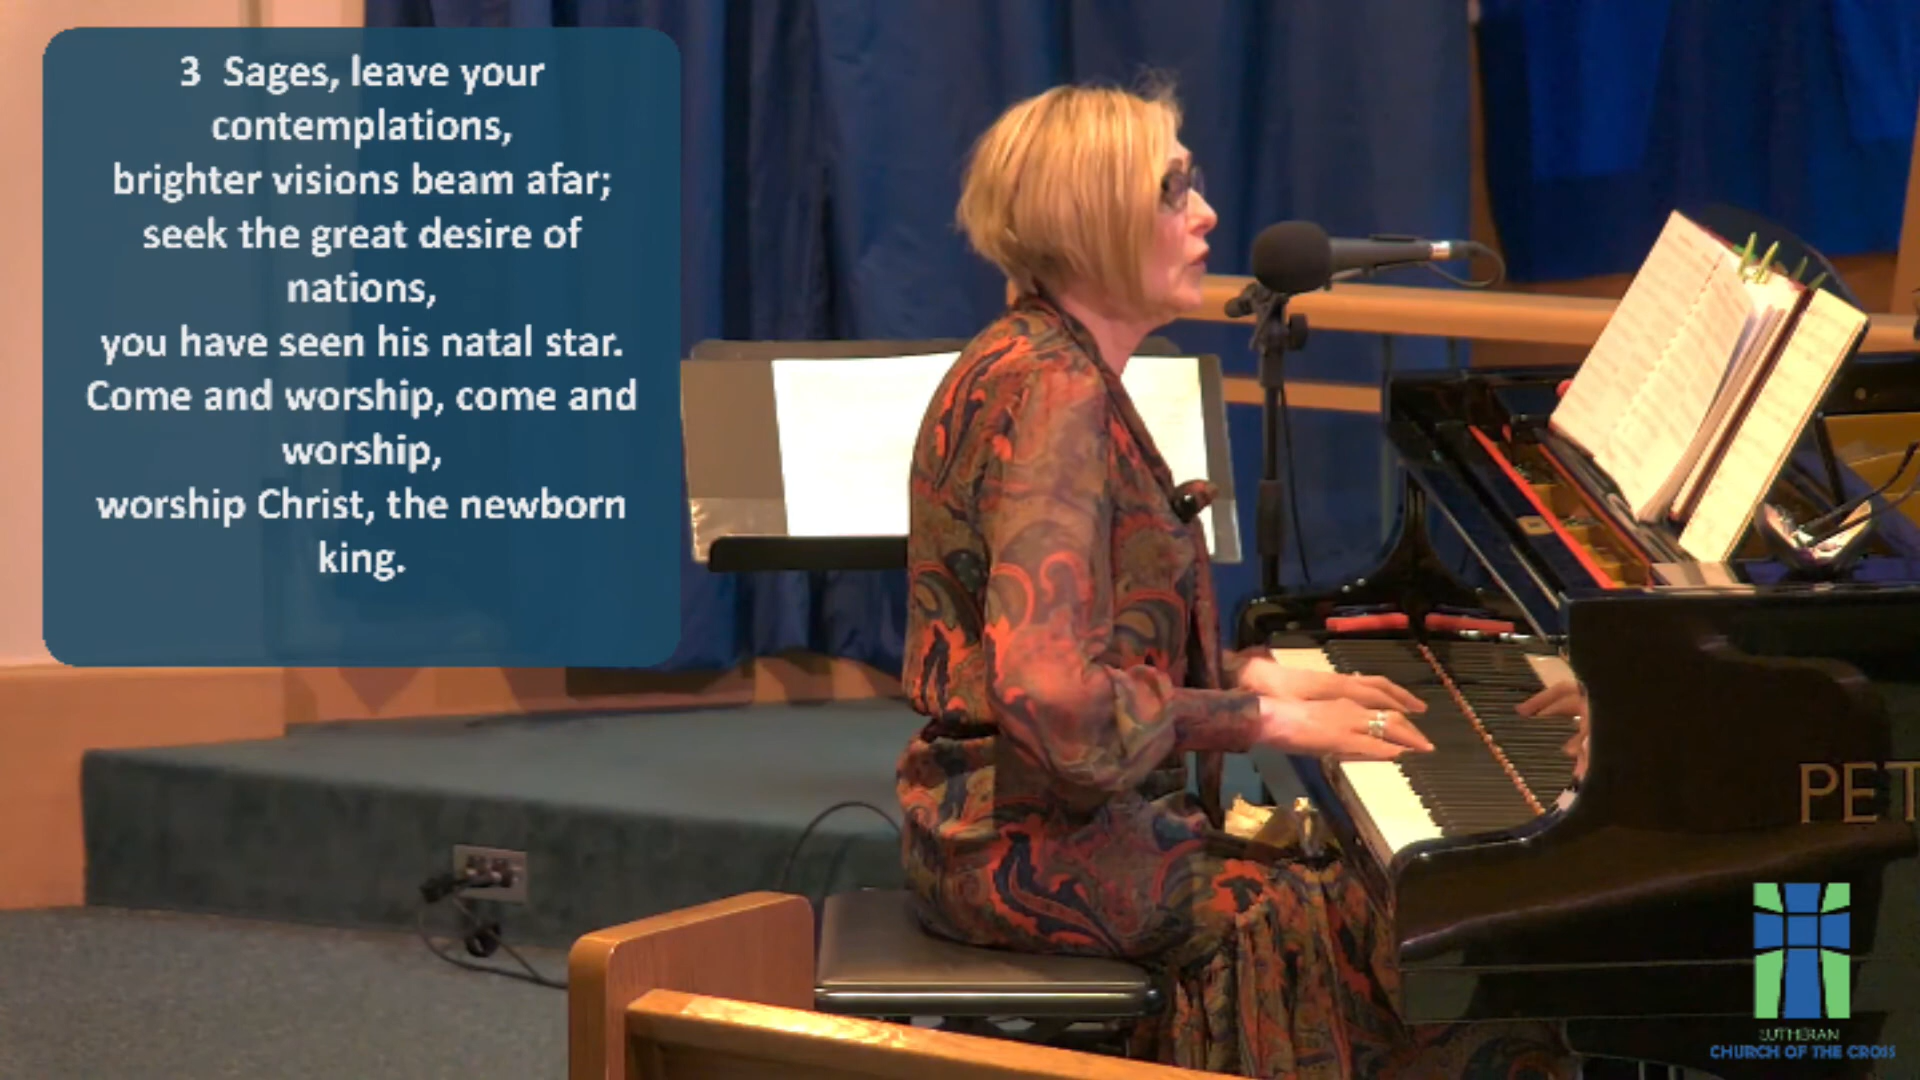 3 Sages, leave your
contemplations,
brighter visions beam afar;
seek the great desire of
nations,
you have seen his natal star.
Come and worship, come and
worship,
worship Christ, the newborn
king.
PET
LUTHERAN
CHURCH OF THE CROSS